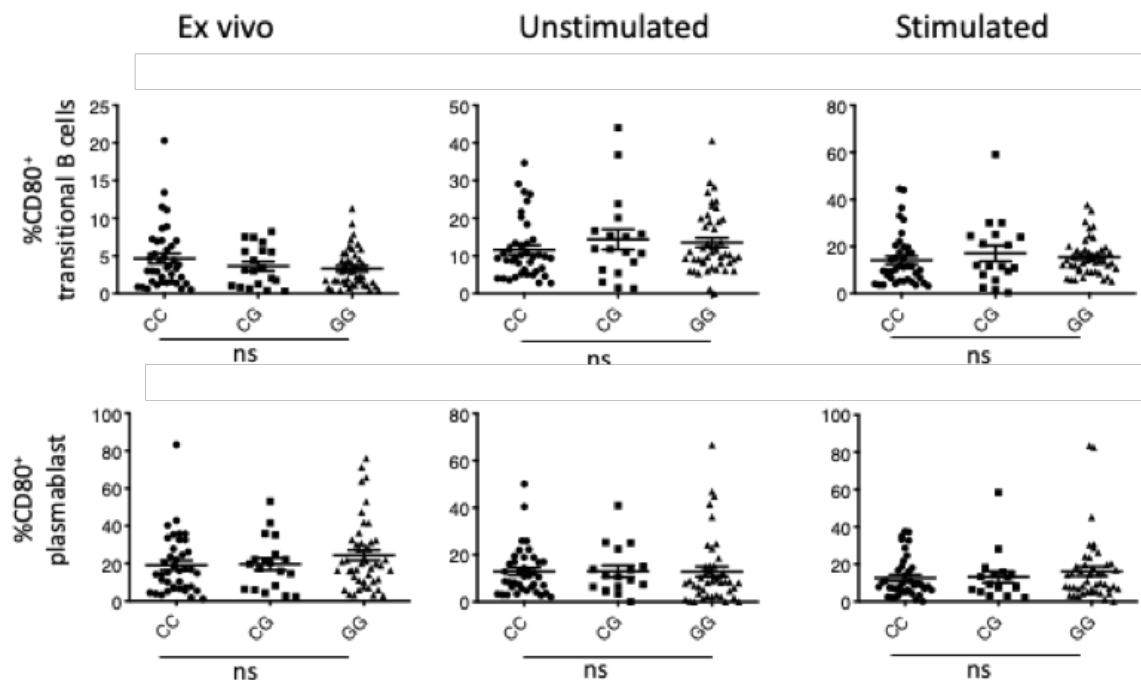 Ex vivo
Unstimulated
Stimulated
%CD80⁺
transitional B cells
25
20
15
10
5
0
CC
CG
GG
ns
50
40
30
20
10
0
CC
CG
GG
ns
80
60
40
20
0
CC
CG
GG
ns
%CD80⁺
plasmablast
100
80
60
40
20
0
CC
CG
GG
ns
80
60
40
20
0
CC
CG
GG
ns
100
80
60
40
20
0
CC
CG
GG
ns